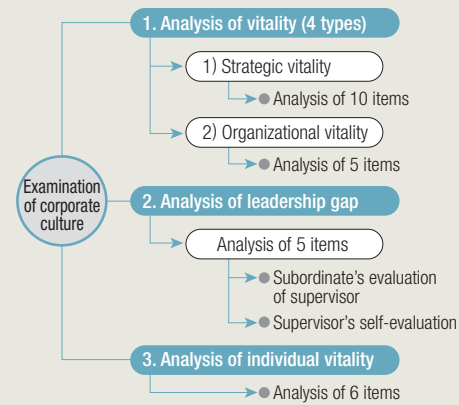 1. Analysis of vitality (4 types)
1) Strategic vitality
Analysis of 10 items
2) Organizational vitality
Analysis of 5 items
Examination
of corporate
culture
2. Analysis of leadership gap
Analysis of 5 items
Subordinate's evaluation
of supervisor
Supervisor's self-evaluation
3. Analysis of individual vitality
Analysis of 6 items